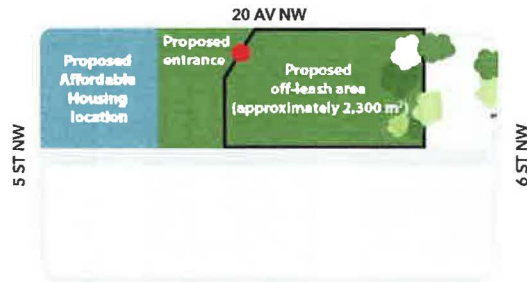 20 AV NW
Proposed
Affordable
Housing
location
Proposed
entrance
Proposed
off-leash area
(approximately 2,300 m²)
5 ST NW
6 ST NW